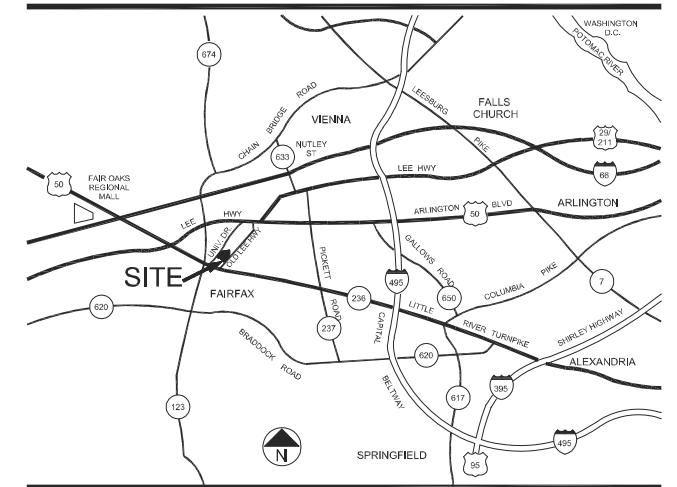 WASHINGTON
D.C.
POTOMAC RIVER
674
LEESBURG
PIKE
FALLS
CHURCH
CHAIN BRIDGE ROAD
VIENNA
29/
211
NUTLEY
ST
633
LEE HWY
66
FAIR OAKS
REGIONAL
MALL
50
ARLINGTON BLVD
50
ARLINGTON
LEE HWY
UNIV. DR.
OLD LEE HWY
PICKETT ROAD
GALLOWS ROAD
SITE
FAIRFAX
495
COLUMBIA PIKE
7
236
650
LITTLE RIVER TURNPIKE
620
237
CAPITAL BELTWAY
SHIRLEY HIGHWAY
BRADDOCK ROAD
620
ALEXANDRIA
395
123
617
N
SPRINGFIELD
495
95